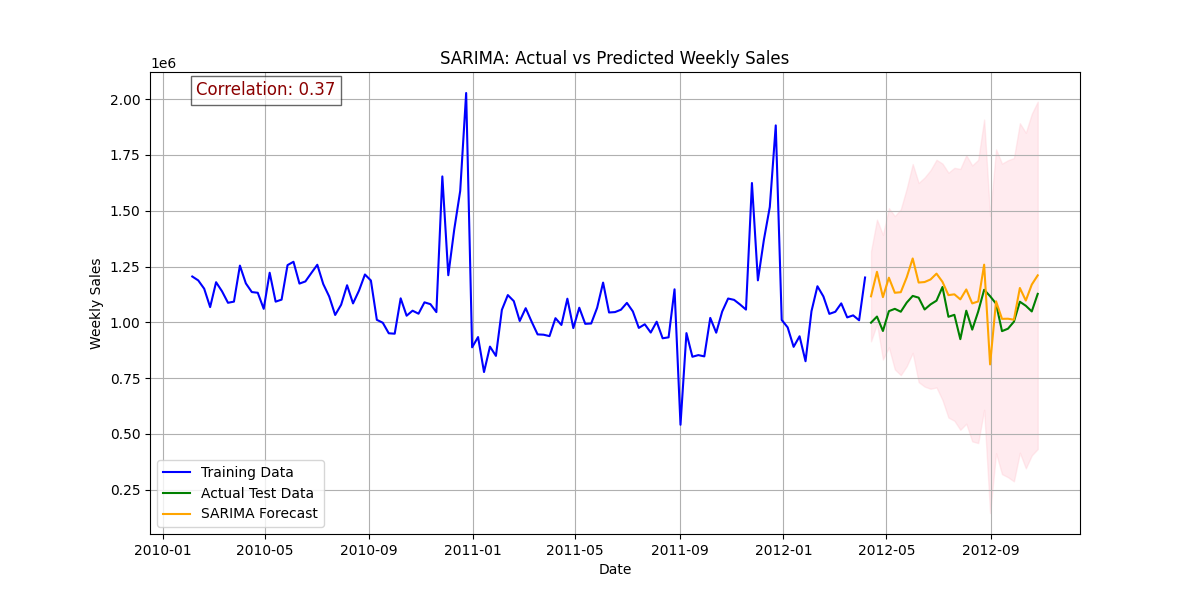 SARIMA: Actual vs Predicted Weekly Sales
1e6
Correlation: 0.37
2.00
1.75
1.50
1.25
1.00
0.75
0.50
0.25
Weekly Sales
Training Data
Actual Test Data
SARIMA Forecast
2010-01 2010-05 2010-09 2011-01 2011-05 2011-09 2012-01 2012-05 2012-09
Date